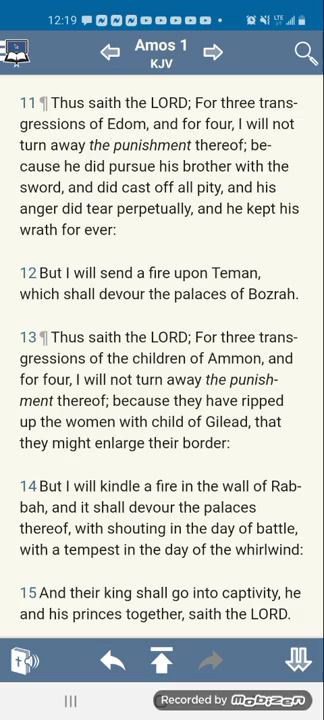 12:19
LTE
Amos 1
KJV
11 ¶ Thus saith the LORD; For three trans-
gressions of Edom, and for four, I will not
turn away the punishment thereof; be-
cause he did pursue his brother with the
sword, and did cast off all pity, and his
anger did tear perpetually, and he kept his
wrath for ever:
12 But I will send a fire upon Teman,
which shall devour the palaces of Bozrah.
13 ¶ Thus saith the LORD; For three trans-
gressions of the children of Ammon, and
for four, I will not turn away the punish-
ment thereof; because they have ripped
up the women with child of Gilead, that
they might enlarge their border:
14 But I will kindle a fire in the wall of Rab-
bah, and it shall devour the palaces
thereof, with shouting in the day of battle,
with a tempest in the day of the whirlwind:
15 And their king shall go into captivity, he
and his princes together, saith the LORD.
Recorded by Mobizen